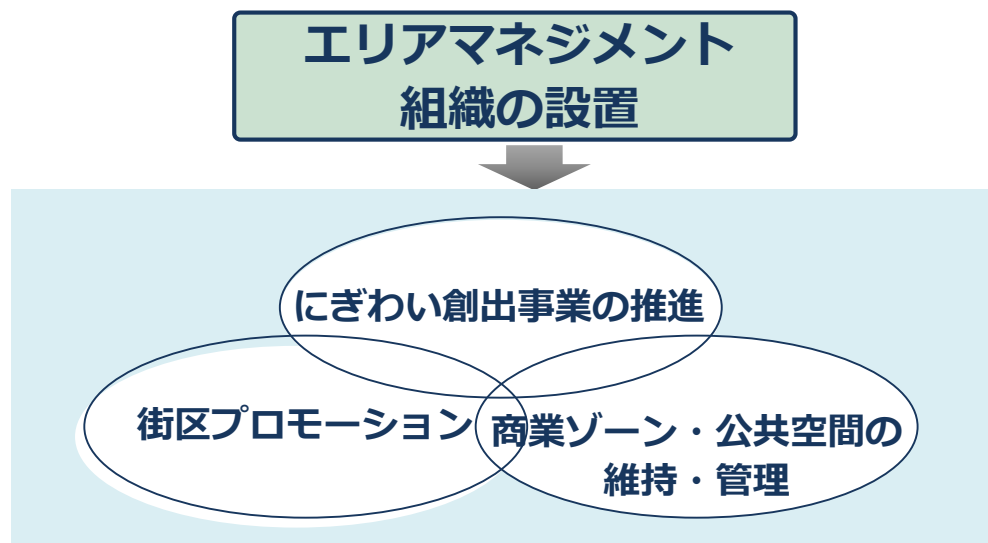 エリアマネジメント
組織の設置
にぎわい創出事業の推進
街区プロモーション
商業ゾーン・公共空間の
維持・管理